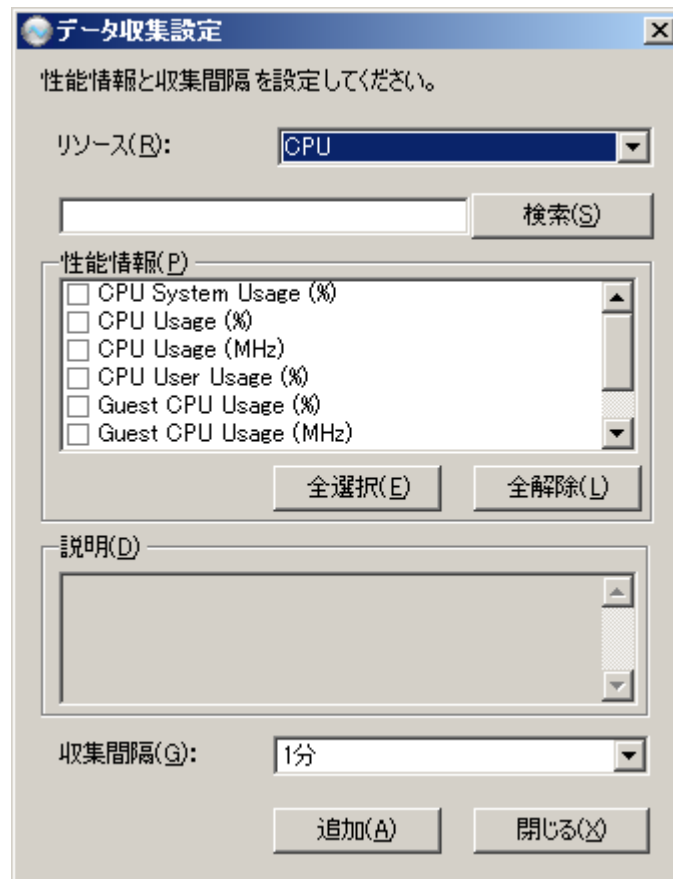 データ収集設定
性能情報と収集間隔を設定してください。
リソース(R):
CPU
検索(S)
性能情報(P)
CPU System Usage (%)
CPU Usage (%)
CPU Usage (MHz)
CPU User Usage (%)
Guest CPU Usage (%)
Guest CPU Usage (MHz)
全選択(E)
全解除(L)
説明(D)
収集間隔(G):
1分
追加(A)
閉じる(X)